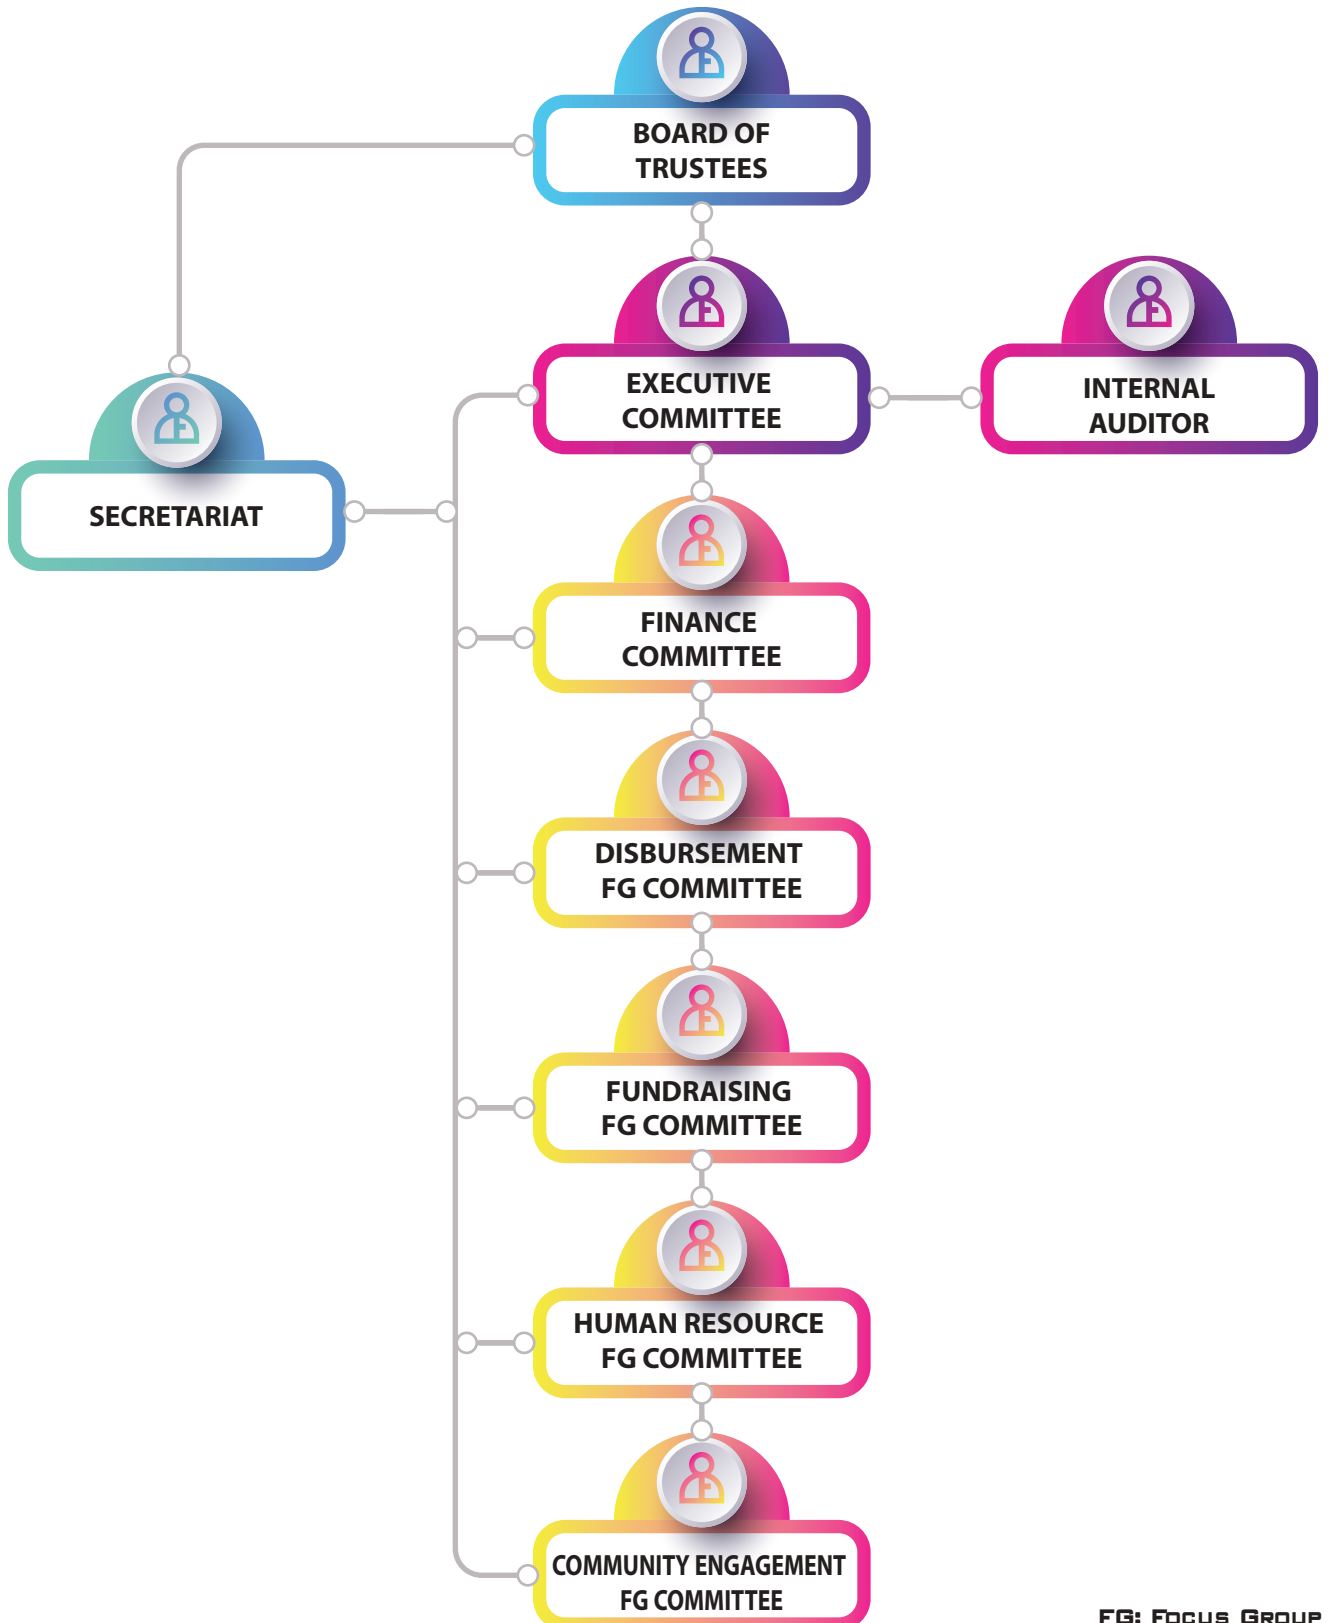 BOARD OF
TRUSTEES
EXECUTIVE
COMMITTEE
INTERNAL
AUDITOR
SECRETARIAT
FINANCE
COMMITTEE
DISBURSEMENT
FG COMMITTEE
FUNDRAISING
FG COMMITTEE
HUMAN RESOURCE
FG COMMITTEE
COMMUNITY ENGAGEMENT
FG COMMITTEE
FG: FOCUS GROUP